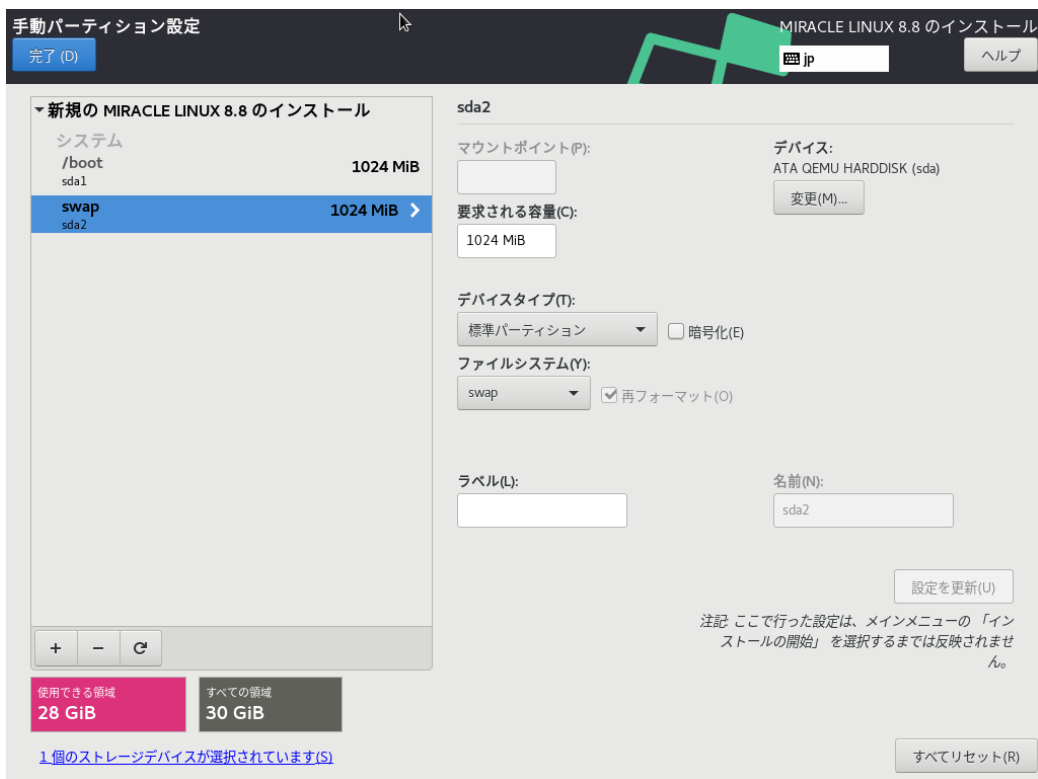 手動パーティション設定
MIRACLE LINUX 8.8 のインストール
完了 (D)
jp
ヘルプ
新規の MIRACLE LINUX 8.8 のインストール
システム
/boot
1024 MiB
sda1
swap
1024 MiB
sda2
sda2
マウントポイント(P):
デバイス:
ATA QEMU HARDDISK (sda)
変更(M)...
要求される容量(C):
1024 MiB
デバイスタイプ(T):
標準パーティション
暗号化(E)
ファイルシステム(Y):
swap
再フォーマット(O)
ラベル(L):
名前(N):
sda2
設定を更新(U)
注記: ここで行った設定は、メインメニューの 「イン
ストールの開始」 を選択するまでは反映されませ
ん。
+ −
使用できる領域
28 GiB
すべての領域
30 GiB
1 個のストレージデバイスが選択されています(S)
すべてリセット(R)